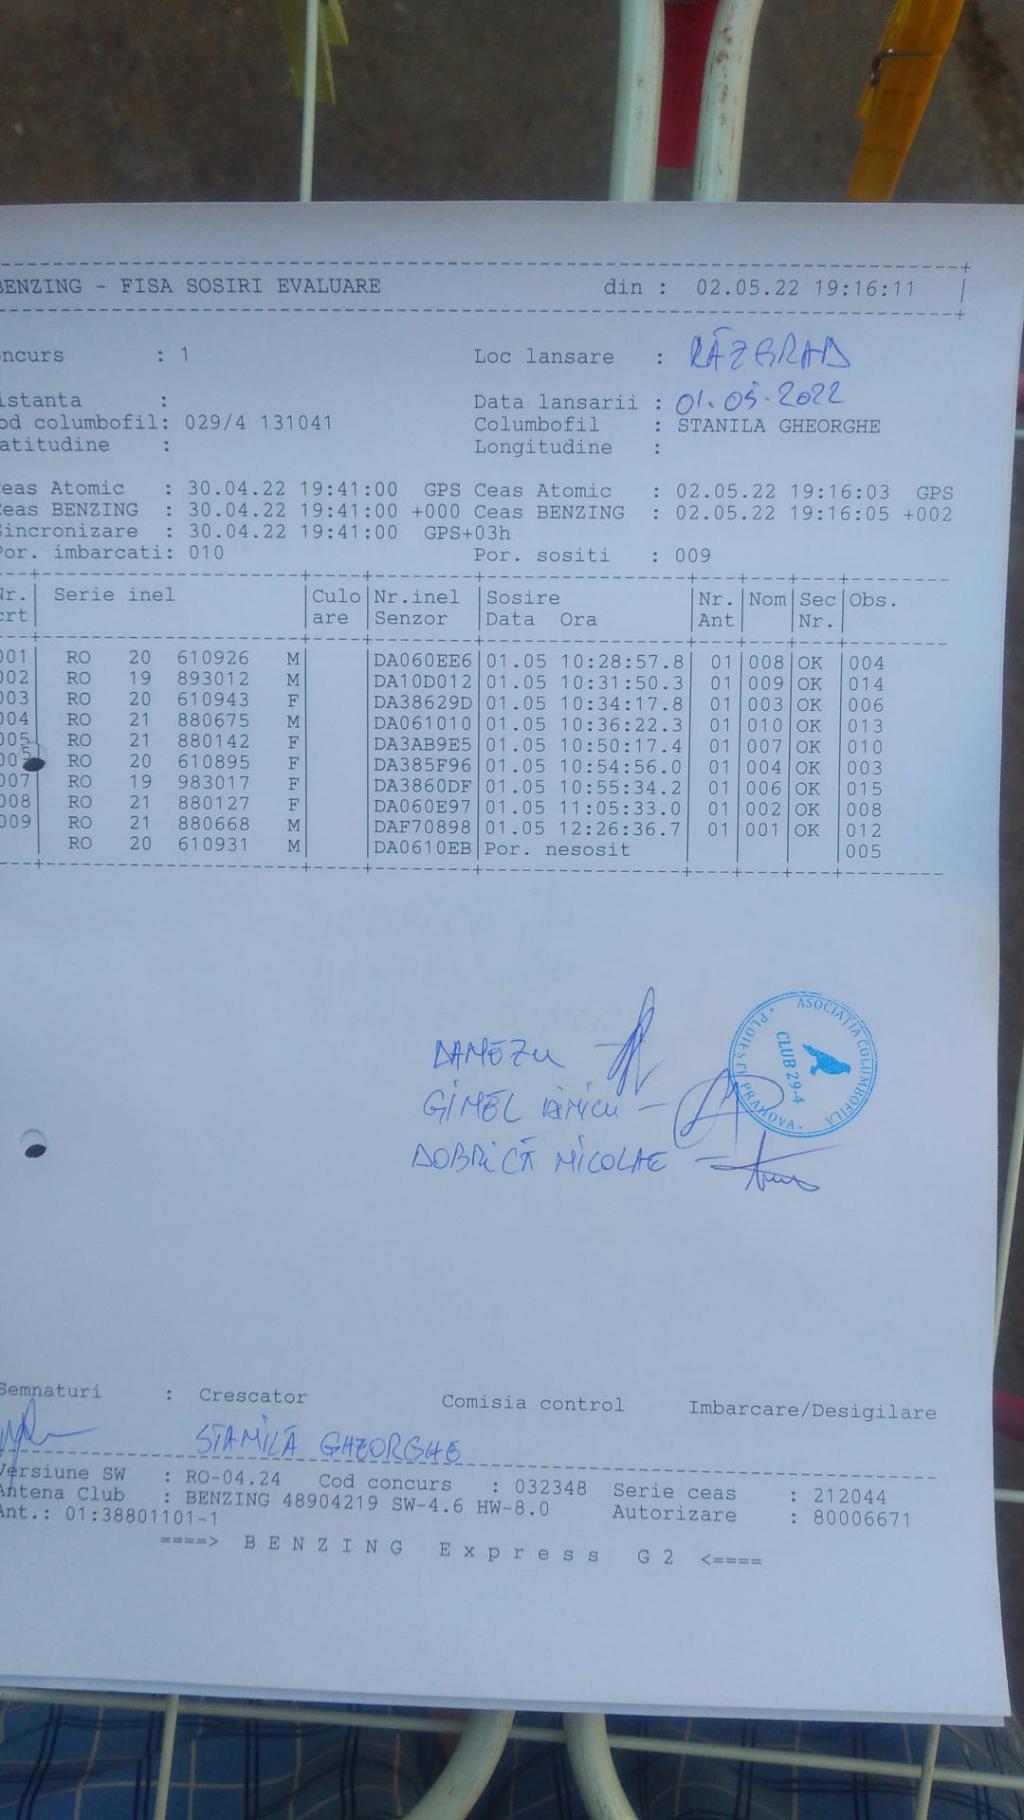 BENZING - FISA SOSIRI EVALUARE din : 02.05.22 19:16:11
ncurs : 1 Loc lansare : RĂZGRAD
istanta : Data lansarii : 01.05.2022
od columbofil: 029/4 131041 Columbofil : STANILA GHEORGHE
atitudine : Longitudine :
Ceas Atomic : 30.04.22 19:41:00 GPS Ceas Atomic : 02.05.22 19:16:03 GPS
Ceas BENZING : 30.04.22 19:41:00 +000 Ceas BENZING : 02.05.22 19:16:05 +002
Sincronizare : 30.04.22 19:41:00 GPS+03h
Por. imbarcati: 010 Por. sositi : 009
Nr. Serie inel Culo Nr.inel Sosire Nr. Nom Sec Obs.
crt are Senzor Data Ora Ant Nr.
001 RO 20 610926 M DA060EE6 01.05 10:28:57.8 01 008 OK 004
002 RO 19 893012 M DA10D012 01.05 10:31:50.3 01 009 OK 014
003 RO 20 610943 F DA38629D 01.05 10:34:17.8 01 003 OK 006
004 RO 21 880675 M DA061010 01.05 10:36:22.3 01 010 OK 013
005 RO 21 880142 F DA3AB9E5 01.05 10:50:17.4 01 007 OK 010
RO 20 610895 F DA385F96 01.05 10:54:56.0 01 004 OK 003
007 RO 19 983017 F DA3860DF 01.05 10:55:34.2 01 006 OK 015
008 RO 21 880127 F DA060E97 01.05 11:05:33.0 01 002 OK 008
009 RO 21 880668 M DAF70898 01.05 12:26:36.7 01 001 OK 012
RO 20 610931 M DA0610EB Por. nesosit 005
DAMEZU
GINEL
DOBRICĂ NICOLAE
ASOCIATIA COLUMBOFILA
PLOIESTI PRAHOVA
CLUB 29-4
Semnaturi : Crescator Comisia control Imbarcare/Desigilare
STANILĂ GHEORGHE
Versiune SW : RO-04.24 Cod concurs : 032348 Serie ceas : 212044
Antena Club : BENZING 48904219 SW-4.6 HW-8.0 Autorizare : 80006671
Ant.: 01:38801101-1
====> B E N Z I N G E x p r e s s G 2 <====